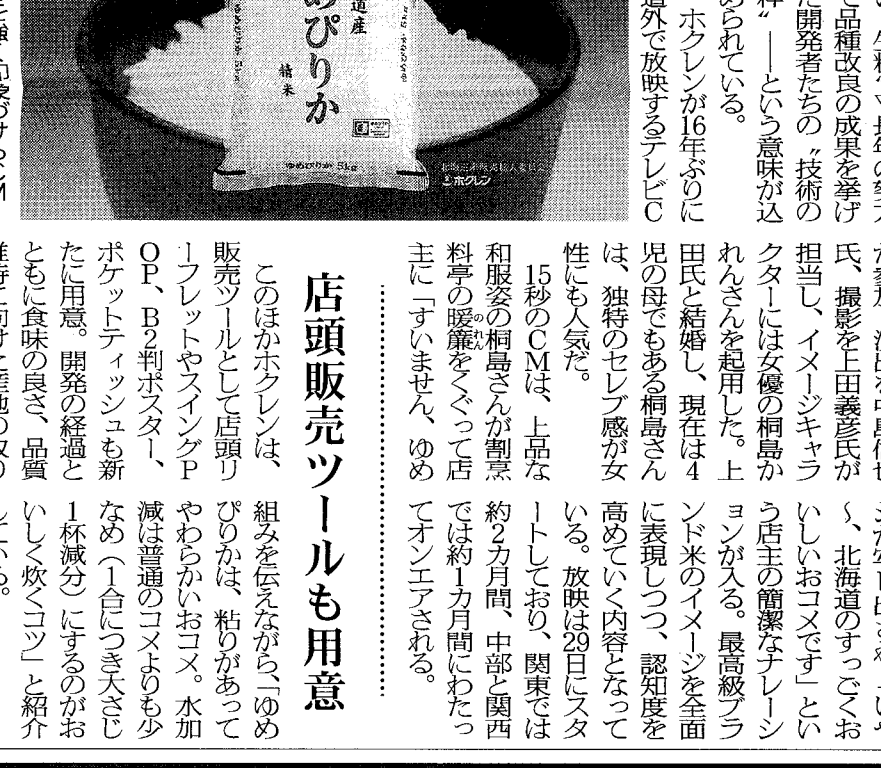 で品種改良の成果を挙げ
た開発者たちの〝技術の
粋〟――という意味が込
められている。
ホクレンが16年ぶりに
道外で放映するテレビC
道産
めぴりか
精米
ゆめぴりか 5kg
ホクレン
氏、撮影を上田義彦氏が
担当し、イメージキャラ
クターには女優の桐島か
れんさんを起用した。上
田氏と結婚し、現在は4
児の母でもある桐島さん
は、独特のセレブ感が女
性にも人気だ。
15秒のCMは、上品な
和服姿の桐島さんが割烹
料亭の暖簾をくぐって店
のれん
主に「すいません、ゆめ
〜、北海道のすっごくお
いしいおコメです」とい
う店主の簡潔なナレーシ
ョンが入る。最高級ブラ
ンド米のイメージを全面
に表現しつつ、認知度を
高めていく内容となって
いる。放映は29日にスタ
ートしており、関東では
約2カ月間、中部と関西
では約1カ月間にわたっ
てオンエアされる。
店頭販売ツールも用意
このほかホクレンは、
販売ツールとして店頭リ
ーフレットやスイングP
OP、B2判ポスター、
ポケットティッシュも新
たに用意。開発の経過と
ともに食味の良さ、品質
維持に向けた産地の取り
組みを伝えながら、「ゆめ
ぴりかは、粘りがあって
やわらかいおコメ。水加
減は普通のコメよりも少
なめ（1合につき大さじ
1杯減分）にするのがお
いしく炊くコツ」と紹介
している。